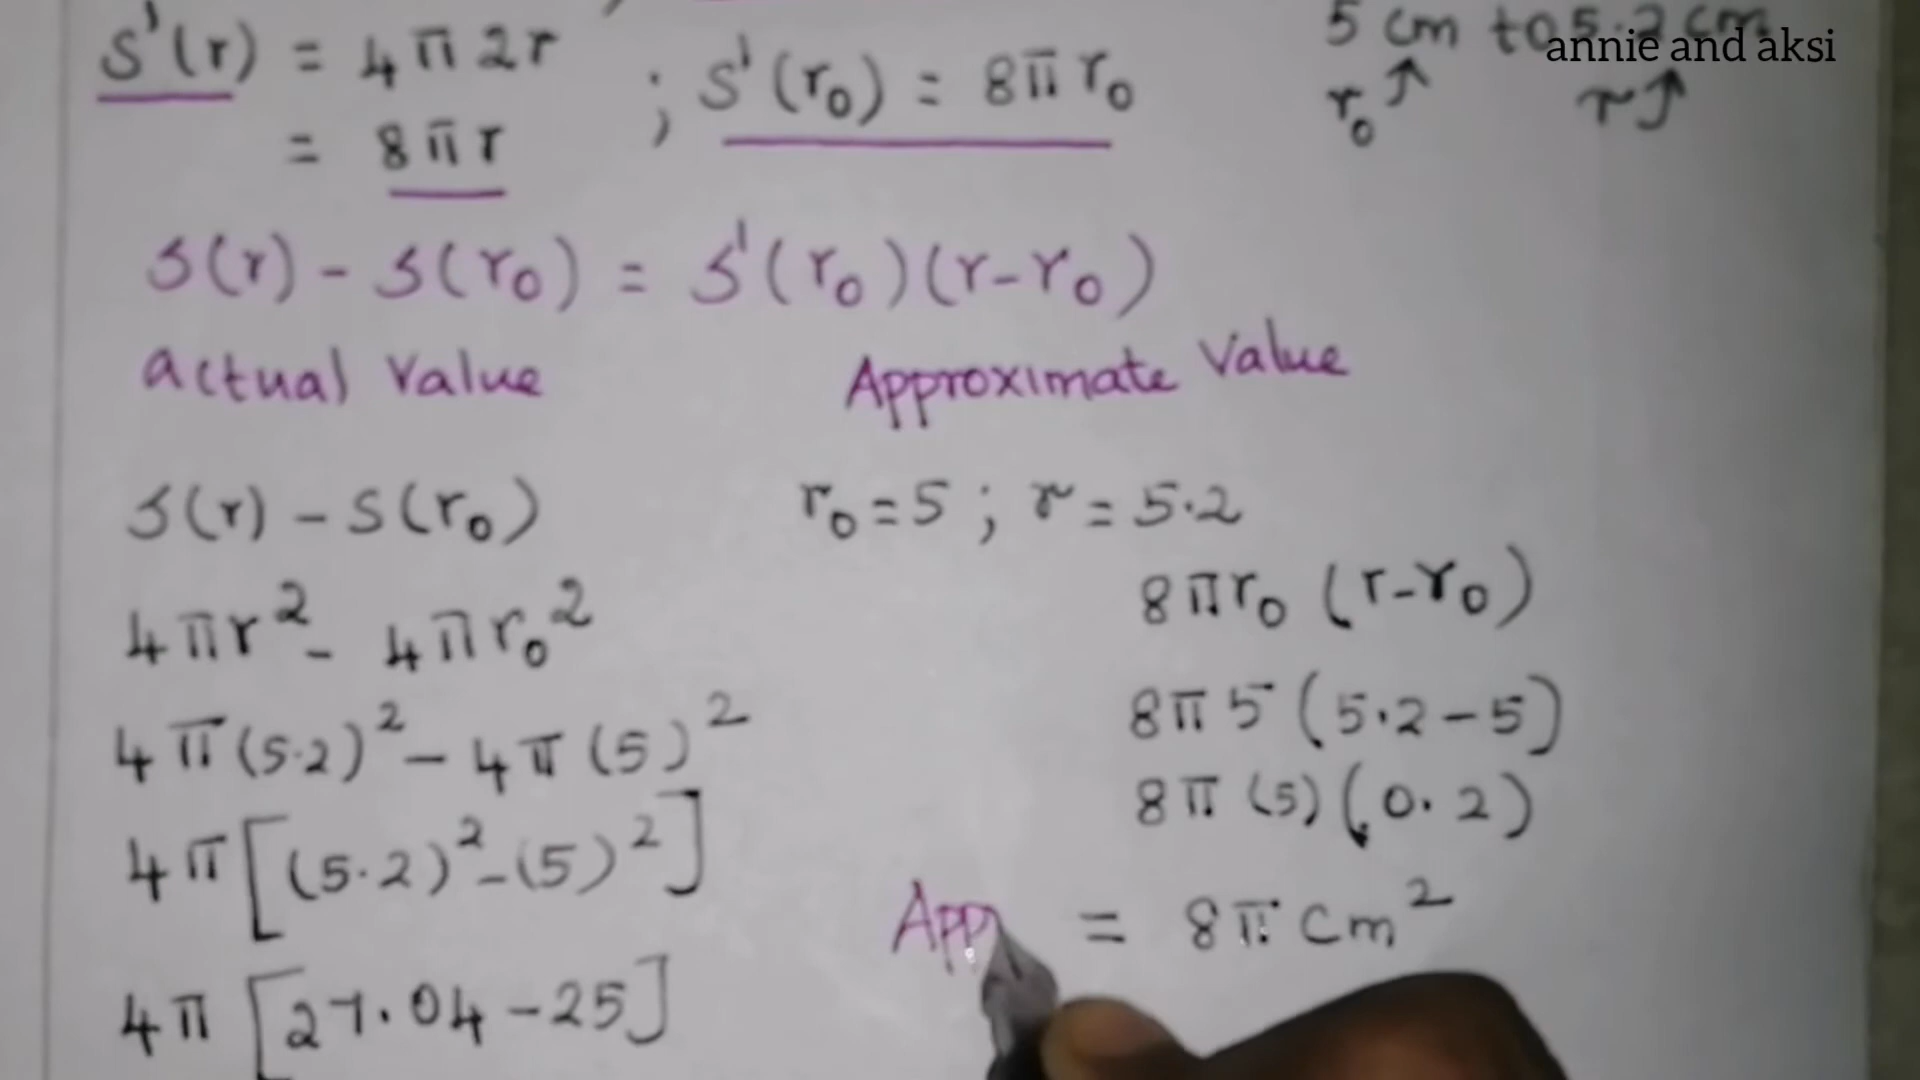 S'(r) = 4π2r
= 8πr
; S'(r₀) = 8πr₀
5 cm to 5.2 cm
r₀↑ r↑
annie and aksi
S(r) - S(r₀) = S'(r₀)(r-r₀)
actual Value Approximate Value
S(r) - S(r₀) r₀ = 5 ; r = 5.2
4πr² - 4πr₀² 8πr₀ (r-r₀)
4π(5.2)² - 4π(5)² 8π5 (5.2-5)
4π[(5.2)² - (5)²] 8π(5)(0.2)
App = 8π cm²
4π[27.04-25]